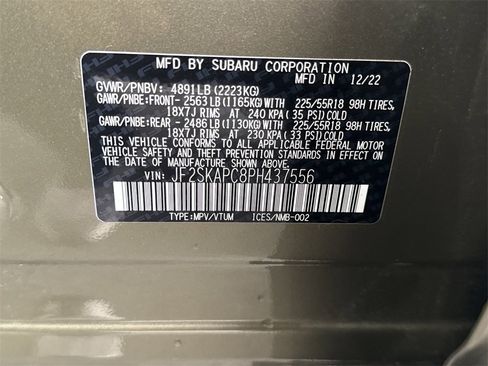 MFD BY SUBARU CORPORATION
MFD IN 12/22
GVWR/PNBV: 4891LB(2223KG)
GAWR/PNBE:FRONT-2563LB(1165KG)WITH 225/55R18 98H TIRES,
18X7J RIMS, AT 240 KPA(35 PSI)COLD
GAWR/PNBE:REAR -2486LB(1130KG)WITH 225/55R18 98H TIRES,
18X7J RIMS, AT 230 KPA(33 PSI)COLD
THIS VEHICLE CONFORMS TO ALL APPLICABLE FEDERAL MOTOR
VEHICLE SAFETY AND THEFT PREVENTION STANDARDS IN
EFFECT ON THE DATE OF MANUFACTURE SHOWN ABOVE.
VIN: JF2SKAPC8PH437556
TYPE:MPV/VTUM ICES/NMB-002